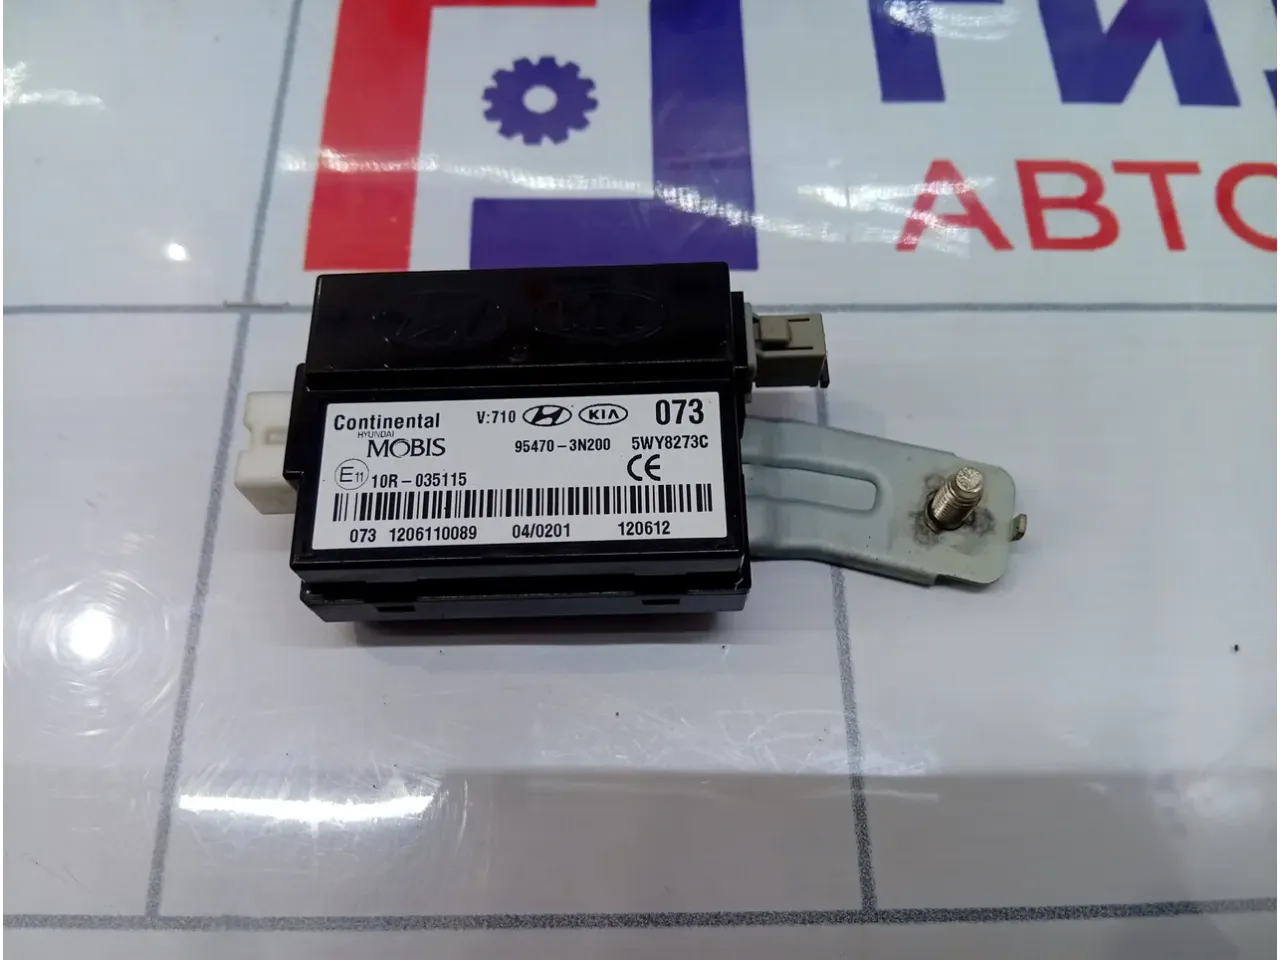 АВТО
Continental V:710 KIA 073
HYUNDAI
MOBIS 95470-3N200 5WY8273C
E11 10R-035115 CE
073 1206110089 04/0201 120612